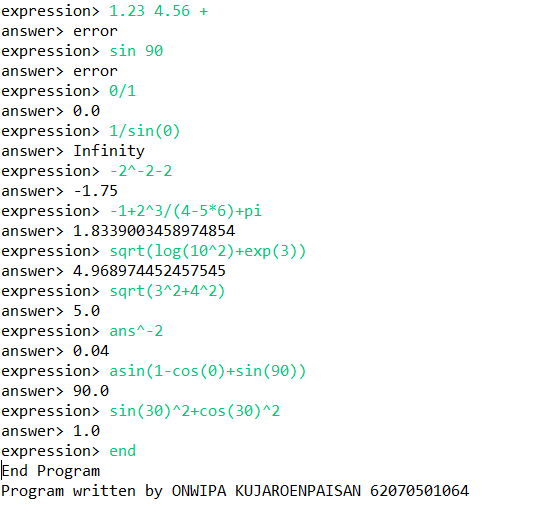 expression> 1.23 4.56 +
answer> error
expression> sin 90
answer> error
expression> 0/1
answer> 0.0
expression> 1/sin(0)
answer> Infinity
expression> -2^-2-2
answer> -1.75
expression> -1+2^3/(4-5*6)+pi
answer> 1.8339003458974854
expression> sqrt(log(10^2)+exp(3))
answer> 4.968974452457545
expression> sqrt(3^2+4^2)
answer> 5.0
expression> ans^-2
answer> 0.04
expression> asin(1-cos(0)+sin(90))
answer> 90.0
expression> sin(30)^2+cos(30)^2
answer> 1.0
expression> end
End Program
Program written by ONWIPA KUJAROENPAISAN 62070501064